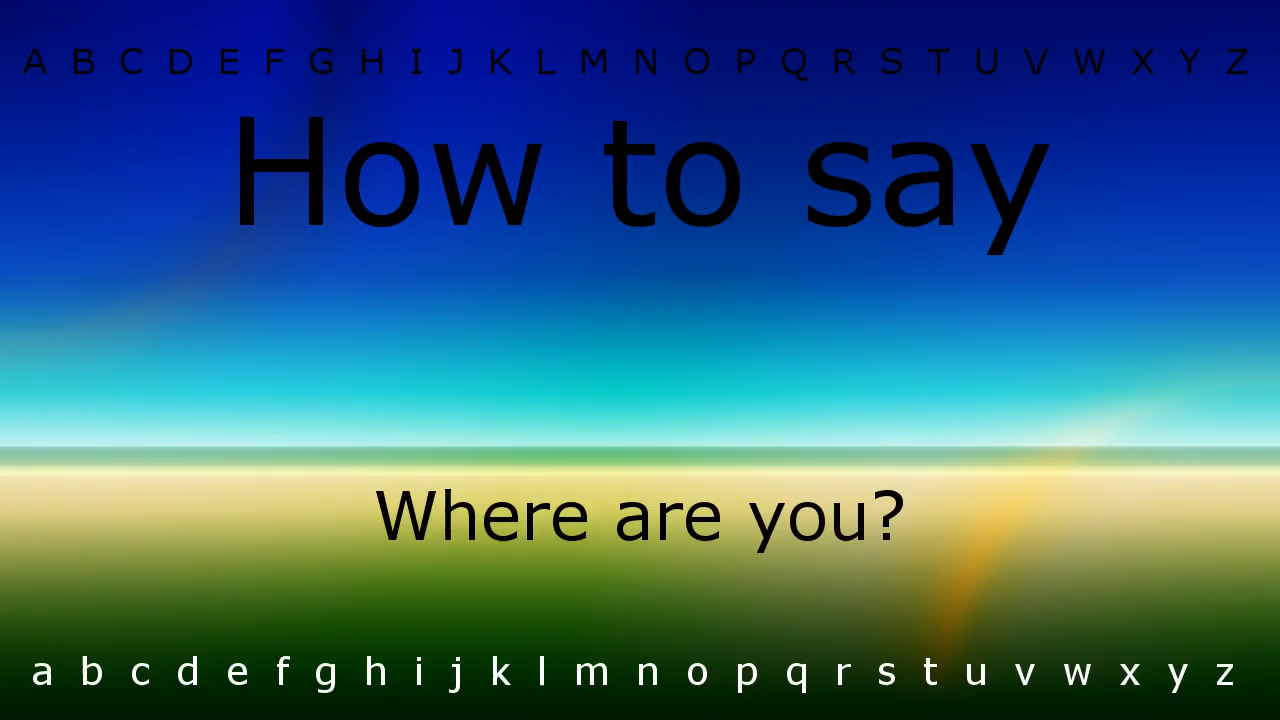 A B C D E F G H I J K L M N O P Q R S T U V W X Y Z
How to say
Where are you?
a b c d e f g h i j k l m n o p q r s t u v w x y z